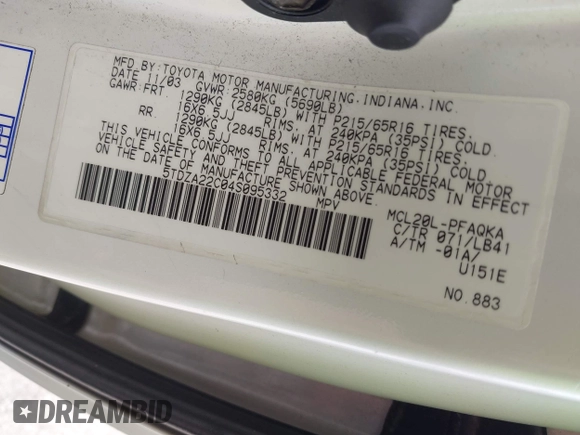 MFD.BY:TOYOTA MOTOR MANUFACTURING,INDIANA,INC.
DATE 11/03 GVWR:2580KG (5690LB)
GAWR:FRT 1290KG (2845LB) WITH P215/65R16 TIRES,
16X6.5JJ RIMS, AT 240KPA (35PSI) COLD.
RR 1290KG (2845LB) WITH P215/65R16 TIRES,
16X6.5JJ RIMS, AT 240KPA (35PSI) COLD.
THIS VEHICLE CONFORMS TO ALL APPLICABLE FEDERAL MOTOR
VEHICLE SAFETY AND THEFT PREVENTION STANDARDS IN EFFECT
ON THE DATE OF MANUFACTURE SHOWN ABOVE.
5TDZA22C04S095332 MPV
MCL20L-PFAQKA
C/TR 071/LB41
A/TM -01A/
U151E
NO.883
DREAMBID